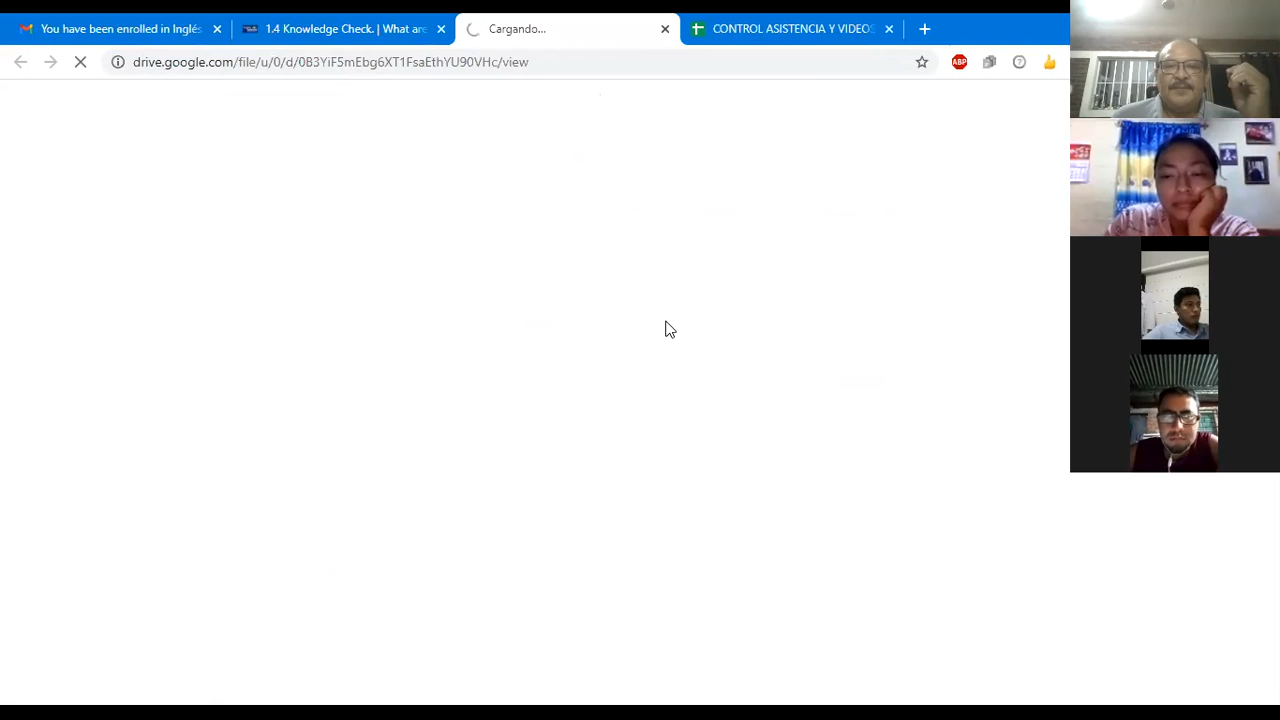 You have been enrolled in Inglés
1.4 Knowledge Check. | What are
Cargando...
CONTROL ASISTENCIA Y VIDEOS
drive.google.com/file/u/0/d/0B3YiF5mEbg6XT1FsaEthYU90VHc/view
ABP